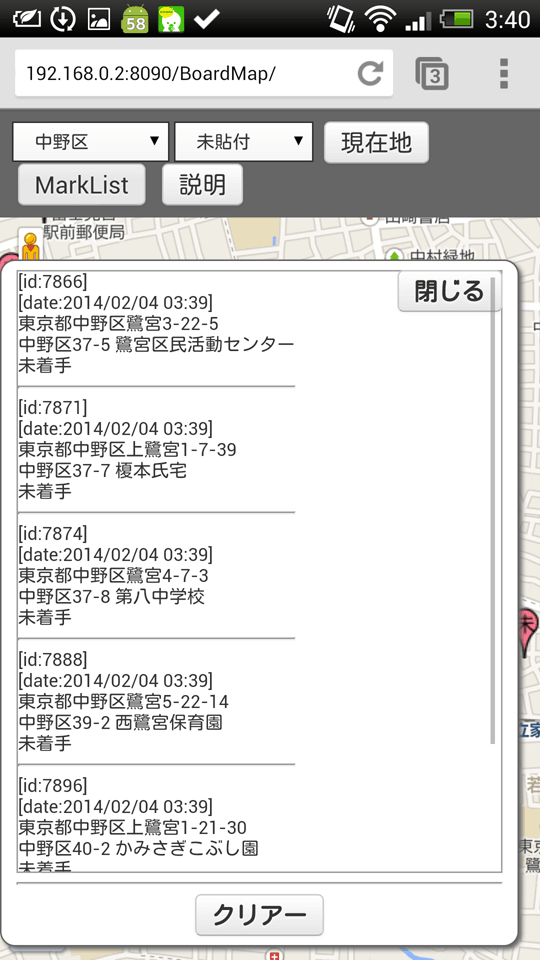 58
3:40
192.168.0.2:8090/BoardMap/
3
中野区
未貼付
現在地
MarkList
説明
駅前郵便局
中村緑地
閉じる
[id:7866]
[date:2014/02/04 03:39]
東京都中野区鷺宮3-22-5
中野区37-5 鷺宮区民活動センター
未着手
[id:7871]
[date:2014/02/04 03:39]
東京都中野区上鷺宮1-7-39
中野区37-7 榎本氏宅
未着手
[id:7874]
[date:2014/02/04 03:39]
東京都中野区鷺宮4-7-3
中野区37-8 第八中学校
未着手
未
[id:7888]
[date:2014/02/04 03:39]
東京都中野区鷺宮5-22-14
中野区39-2 西鷺宮保育園
未着手
[id:7896]
[date:2014/02/04 03:39]
東京都中野区上鷺宮1-21-30
中野区40-2 かみさぎこぶし園
未着手
クリアー